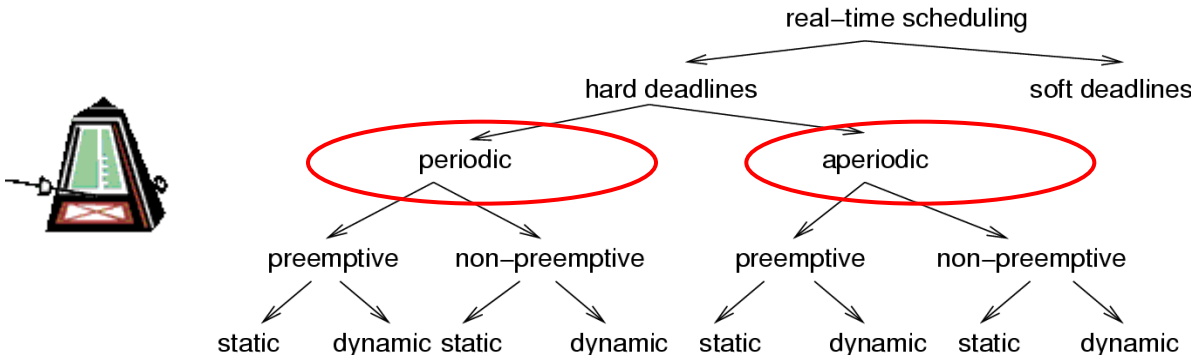 real−time scheduling
hard deadlines soft deadlines
periodic aperiodic
preemptive non−preemptive preemptive non−preemptive
static dynamic static dynamic static dynamic static dynamic